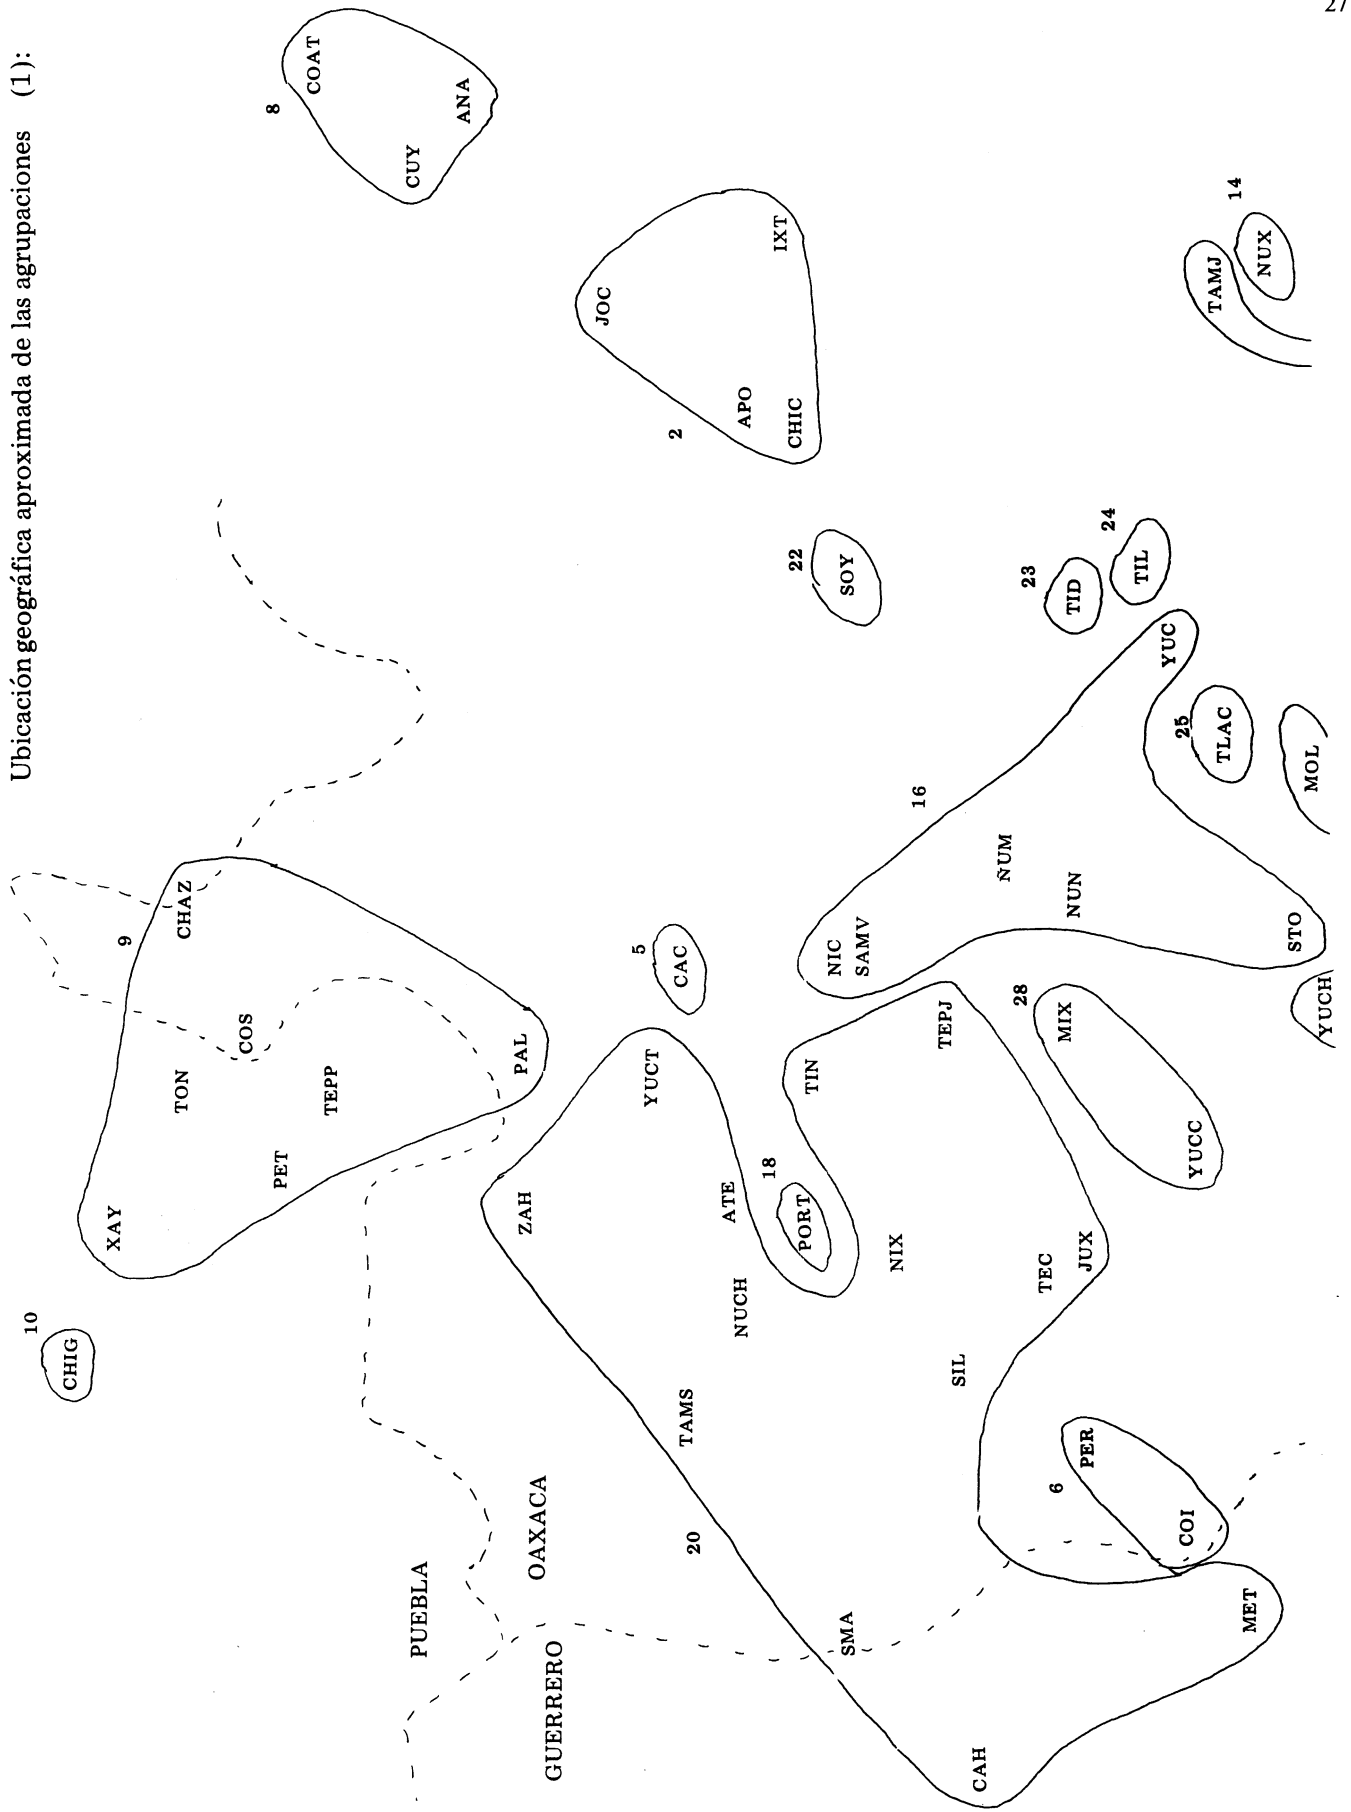 27
Ubicación geográfica aproximada de las agrupaciones (1):
COAT
8
CUY
ANA
JOC
2
APO
IXT
CHIC
14
TAMJ
NUX
22
SOY
23
TID
24
TIL
9
CHAZ
COS
TON
TEPP
PET
XAY
PAL
10
CHIG
5
CAC
16
NIC
SAMV
ÑUM
NUN
YUC
STO
25
TLAC
MOL
YUCH
28
MIX
YUCC
YUCT
ZAH
ATE
18
PORT
TIN
TEPJ
NUCH
NIX
TEC
JUX
SIL
TAMS
20
SMA
CAH
MET
6
PER
COI
PUEBLA
OAXACA
GUERRERO